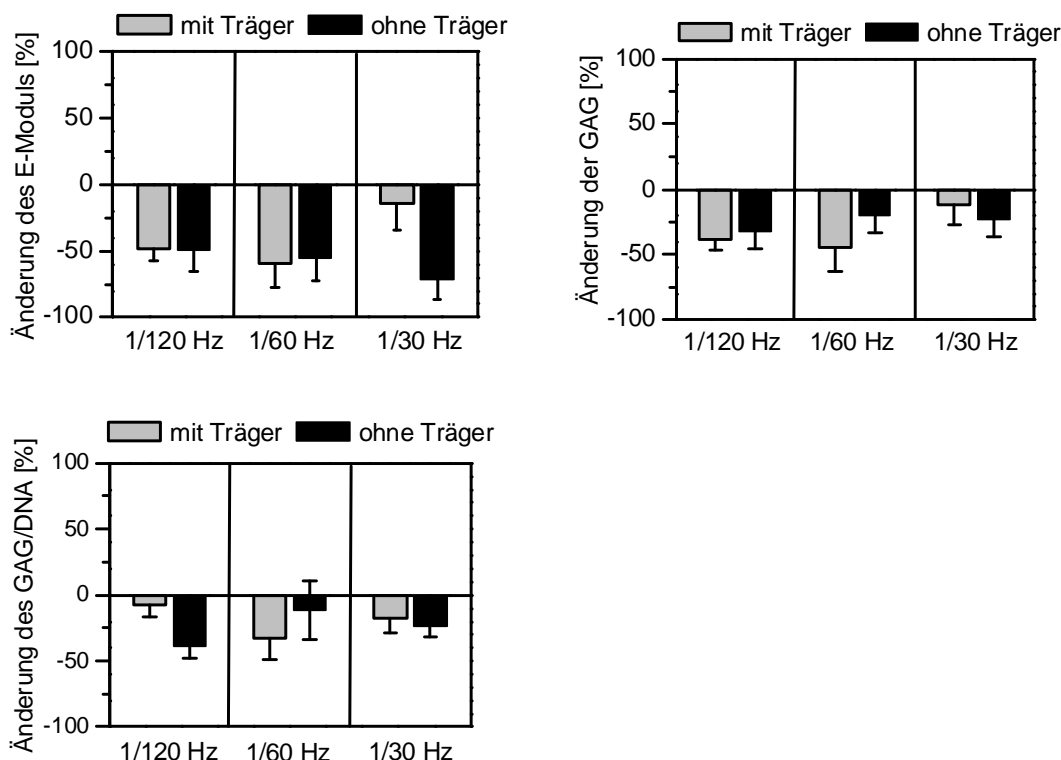 mit Träger ohne Träger
Änderung des E-Moduls [%]
100
50
0
-50
-100
1/120 Hz 1/60 Hz 1/30 Hz
mit Träger ohne Träger
Änderung der GAG [%]
100
50
0
-50
-100
1/120 Hz 1/60 Hz 1/30 Hz
mit Träger ohne Träger
Änderung des GAG/DNA [%]
100
50
0
-50
-100
1/120 Hz 1/60 Hz 1/30 Hz